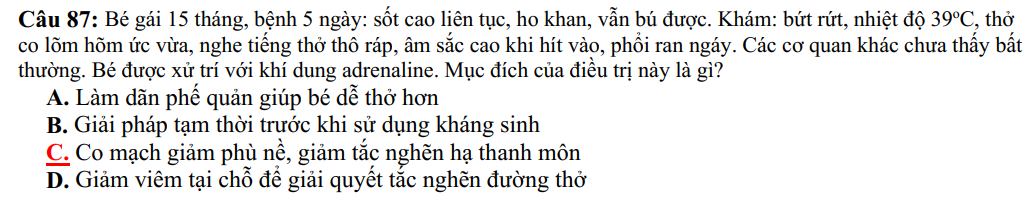 Câu 87: Bé gái 15 tháng, bệnh 5 ngày: sốt cao liên tục, ho khan, vẫn bú được. Khám: bứt rứt, nhiệt độ 39ºC, thở
co lõm hõm ức vừa, nghe tiếng thở thô ráp, âm sắc cao khi hít vào, phổi ran ngáy. Các cơ quan khác chưa thấy bất
thường. Bé được xử trí với khí dung adrenaline. Mục đích của điều trị này là gì?
A. Làm dãn phế quản giúp bé dễ thở hơn
B. Giải pháp tạm thời trước khi sử dụng kháng sinh
C. Co mạch giảm phù nề, giảm tắc nghẽn hạ thanh môn
D. Giảm viêm tại chỗ để giải quyết tắc nghẽn đường thở